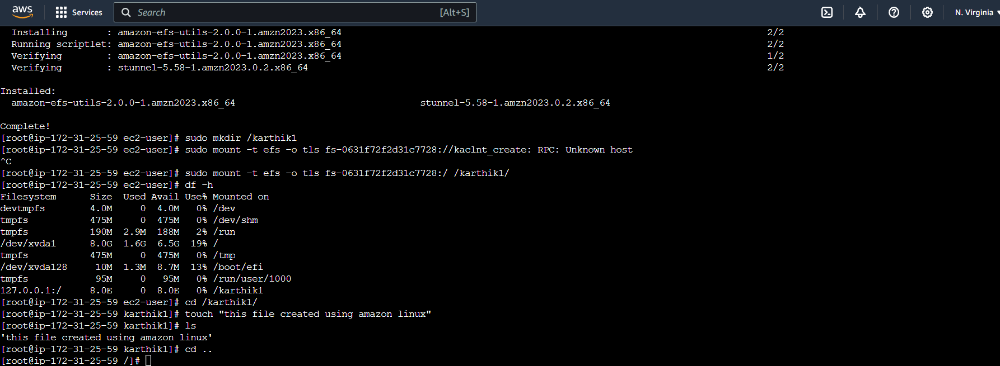 aws Services Search [Alt+S] N. Virginia
Installing : amazon-efs-utils-2.0.0-1.amzn2023.x86_64 2/2
Running scriptlet: amazon-efs-utils-2.0.0-1.amzn2023.x86_64 2/2
Verifying : amazon-efs-utils-2.0.0-1.amzn2023.x86_64 1/2
Verifying : stunnel-5.58-1.amzn2023.0.2.x86_64 2/2
Installed:
amazon-efs-utils-2.0.0-1.amzn2023.x86_64 stunnel-5.58-1.amzn2023.0.2.x86_64
Complete!
[root@ip-172-31-25-59 ec2-user]# sudo mkdir /karthik1
[root@ip-172-31-25-59 ec2-user]# sudo mount -t efs -o tls fs-0631f72f2d31c7728://kaclnt_create: RPC: Unknown host
^C
[root@ip-172-31-25-59 ec2-user]# sudo mount -t efs -o tls fs-0631f72f2d31c7728:/ /karthik1/
[root@ip-172-31-25-59 ec2-user]# df -h
Filesystem Size Used Avail Use% Mounted on
devtmpfs 4.0M 0 4.0M 0% /dev
tmpfs 475M 0 475M 0% /dev/shm
tmpfs 190M 2.9M 188M 2% /run
/dev/xvda1 8.0G 1.6G 6.5G 19% /
tmpfs 475M 0 475M 0% /tmp
/dev/xvda128 10M 1.3M 8.7M 13% /boot/efi
tmpfs 95M 0 95M 0% /run/user/1000
127.0.0.1:/ 8.0E 0 8.0E 0% /karthik1
[root@ip-172-31-25-59 ec2-user]# cd /karthik1/
[root@ip-172-31-25-59 karthik1]# touch "this file created using amazon linux"
[root@ip-172-31-25-59 karthik1]# ls
'this file created using amazon linux'
[root@ip-172-31-25-59 karthik1]# cd ..
[root@ip-172-31-25-59 /]#